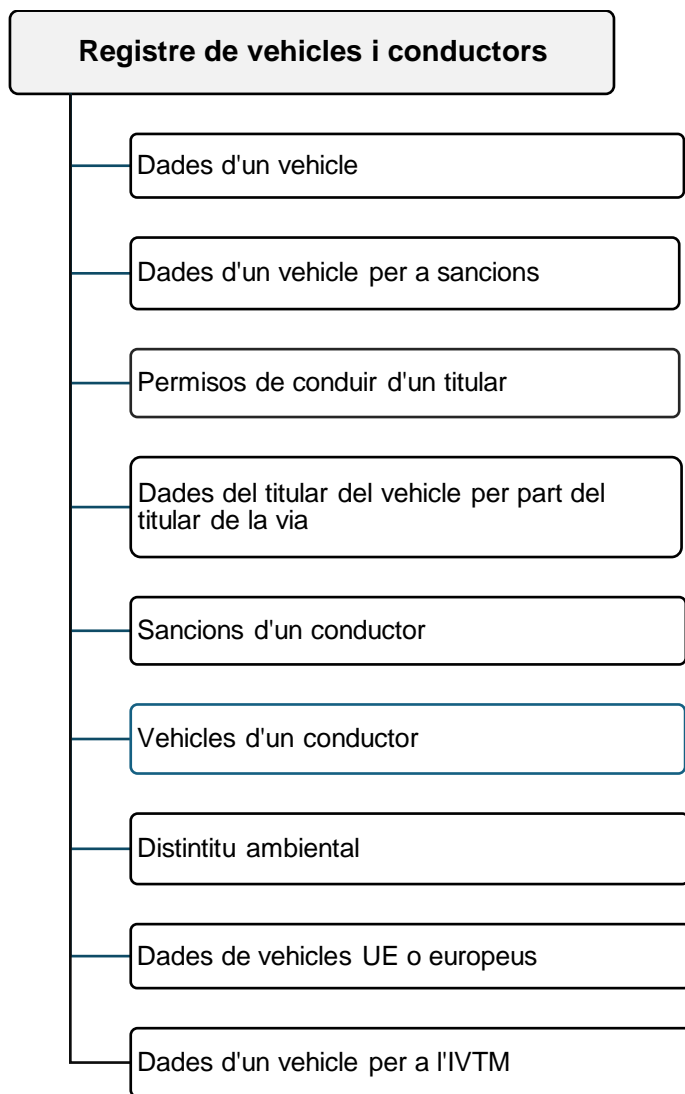 Registre de vehicles i conductors
Dades d'un vehicle
Dades d'un vehicle per a sancions
Permisos de conduir d'un titular
Dades del titular del vehicle per part del
titular de la via
Sancions d'un conductor
Vehicles d'un conductor
Distintitu ambiental
Dades de vehicles UE o europeus
Dades d'un vehicle per a l'IVTM